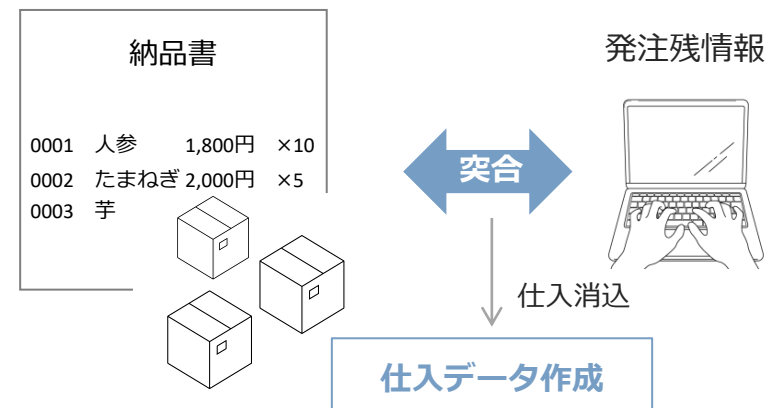 納品書
0001 人参 1,800円 ×10
0002 たまねぎ 2,000円 ×5
0003 芋
発注残情報
突合
仕入消込
仕入データ作成